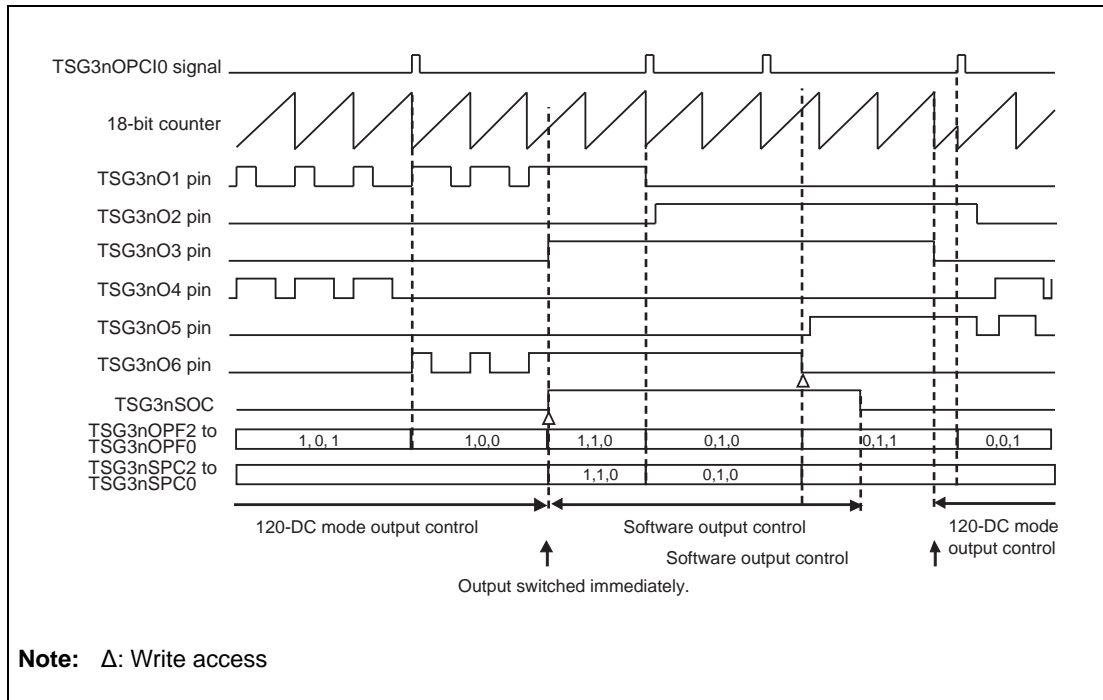 TSG3nOPCI0 signal
18-bit counter
TSG3nO1 pin
TSG3nO2 pin
TSG3nO3 pin
TSG3nO4 pin
TSG3nO5 pin
TSG3nO6 pin
TSG3nSOC
TSG3nOPF2 to
TSG3nOPF0
1, 0, 1
1,0,0
1,1,0
0,1,0
0,1,1
0,0,1
TSG3nSPC2 to
TSG3nSPC0
1,1,0
0,1,0
120-DC mode output control
Software output control
120-DC mode
output control
Software output control
Output switched immediately.
Note: Δ: Write access